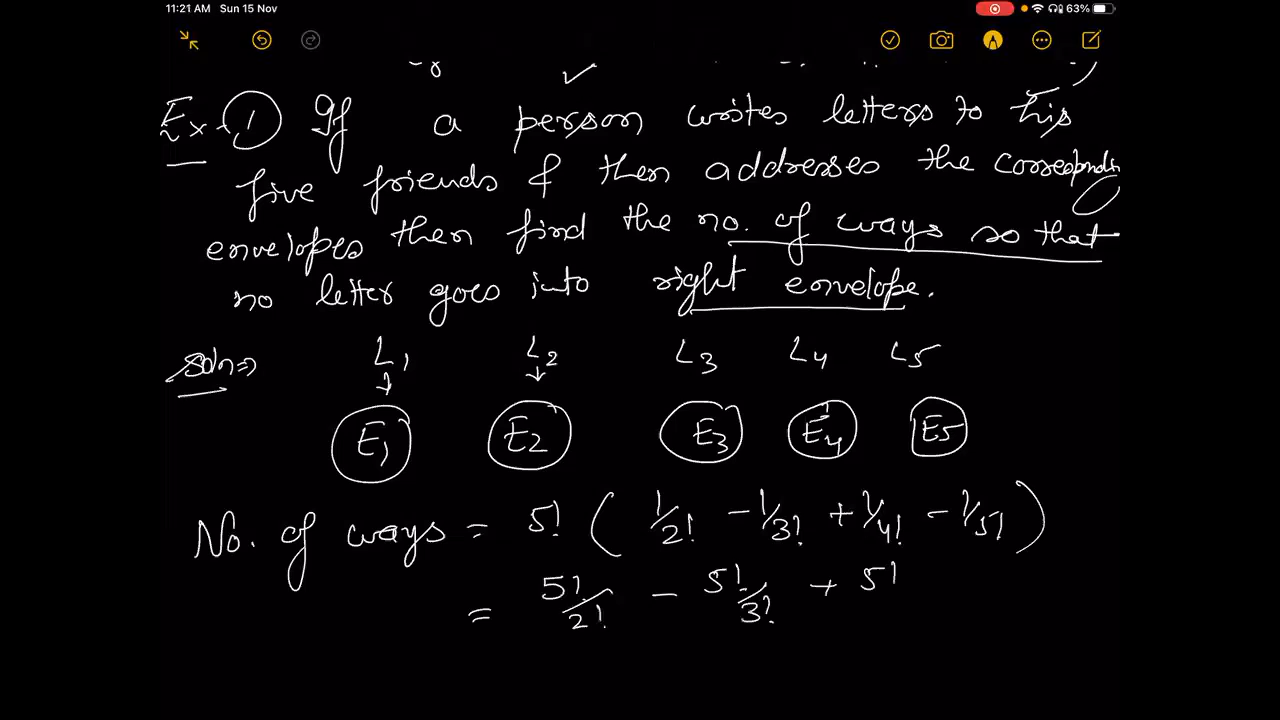 11:21 AM Sun 15 Nov 63%
Ex - 1 If a person writes letters to his
five friends & then addresses the correspondin
envelopes then find the no. of ways so that
no letter goes into right envelope.
Soln⇒ L₁ L₂ L₃ L₄ L₅
E₁ E₂ E₃ E₄ E₅
No. of ways = 5! ( 1/2! - 1/3! + 1/4! - 1/5! )
= 5!/2! - 5!/3! + 5!